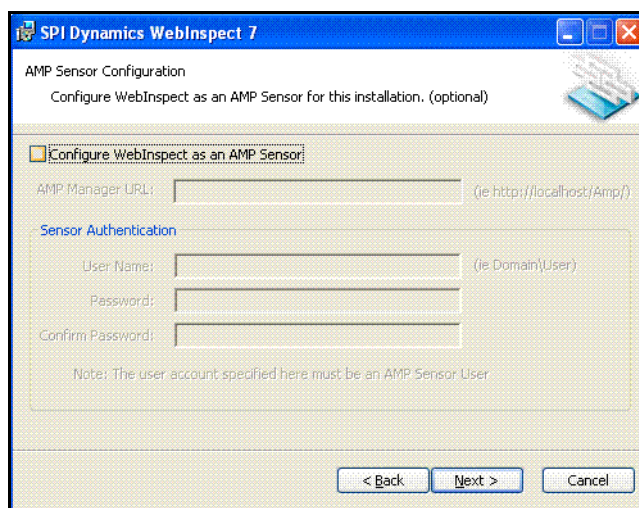 SPI Dynamics WebInspect 7
AMP Sensor Configuration
Configure WebInspect as an AMP Sensor for this installation. (optional)
Configure WebInspect as an AMP Sensor
AMP Manager URL: (ie http://localhost/Amp/)
Sensor Authentication
User Name: (ie Domain\User)
Password:
Confirm Password:
Note: The user account specified here must be an AMP Sensor User
< Back Next > Cancel